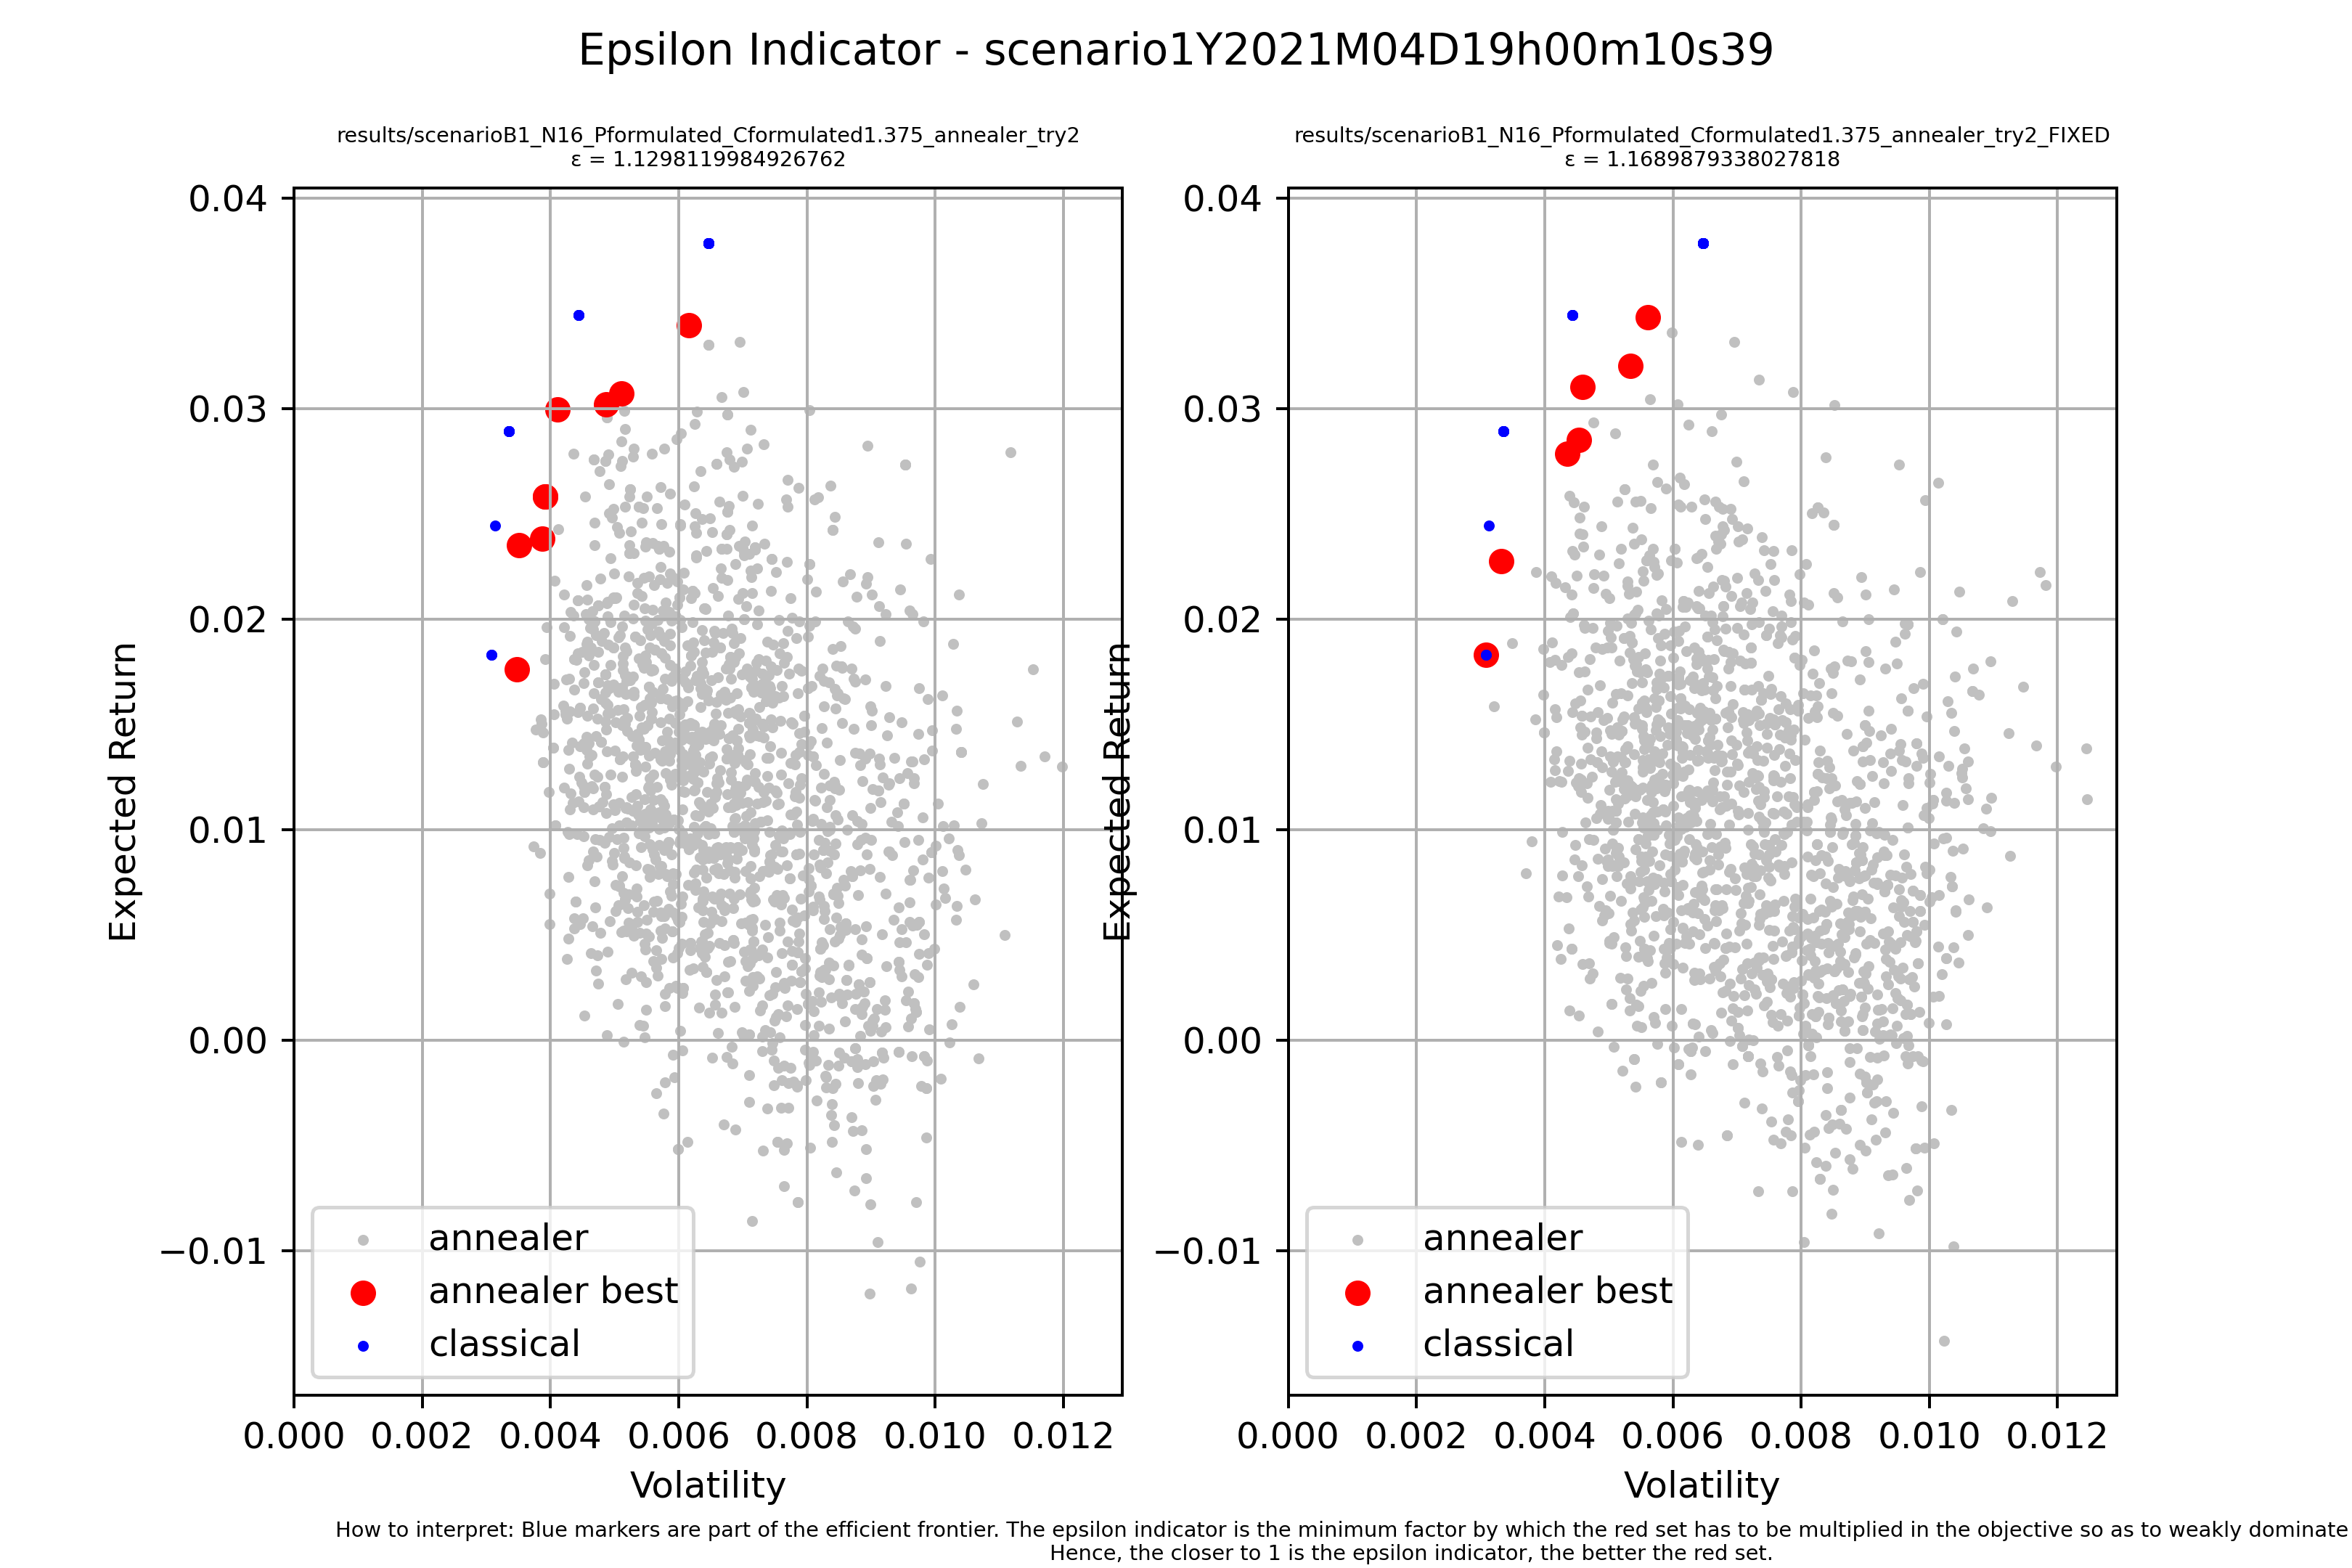 Epsilon Indicator - scenario1Y2021M04D19h00m10s39
results/scenarioB1_N16_Pformulated_Cformulated1.375_annealer_try2
ε = 1.1298119984926762
0.04
0.03
0.02
0.01
0.00
−0.01
Expected Return
annealer
annealer best
classical
0.000 0.002 0.004 0.006 0.008 0.010 0.012
Volatility
results/scenarioB1_N16_Pformulated_Cformulated1.375_annealer_try2_FIXED
ε = 1.1689879338027818
0.04
0.03
0.02
0.01
0.00
−0.01
Expected Return
annealer
annealer best
classical
0.000 0.002 0.004 0.006 0.008 0.010 0.012
Volatility
How to interpret: Blue markers are part of the efficient frontier. The epsilon indicator is the minimum factor by which the red set has to be multiplied in the objective so as to weakly dominate
Hence, the closer to 1 is the epsilon indicator, the better the red set.